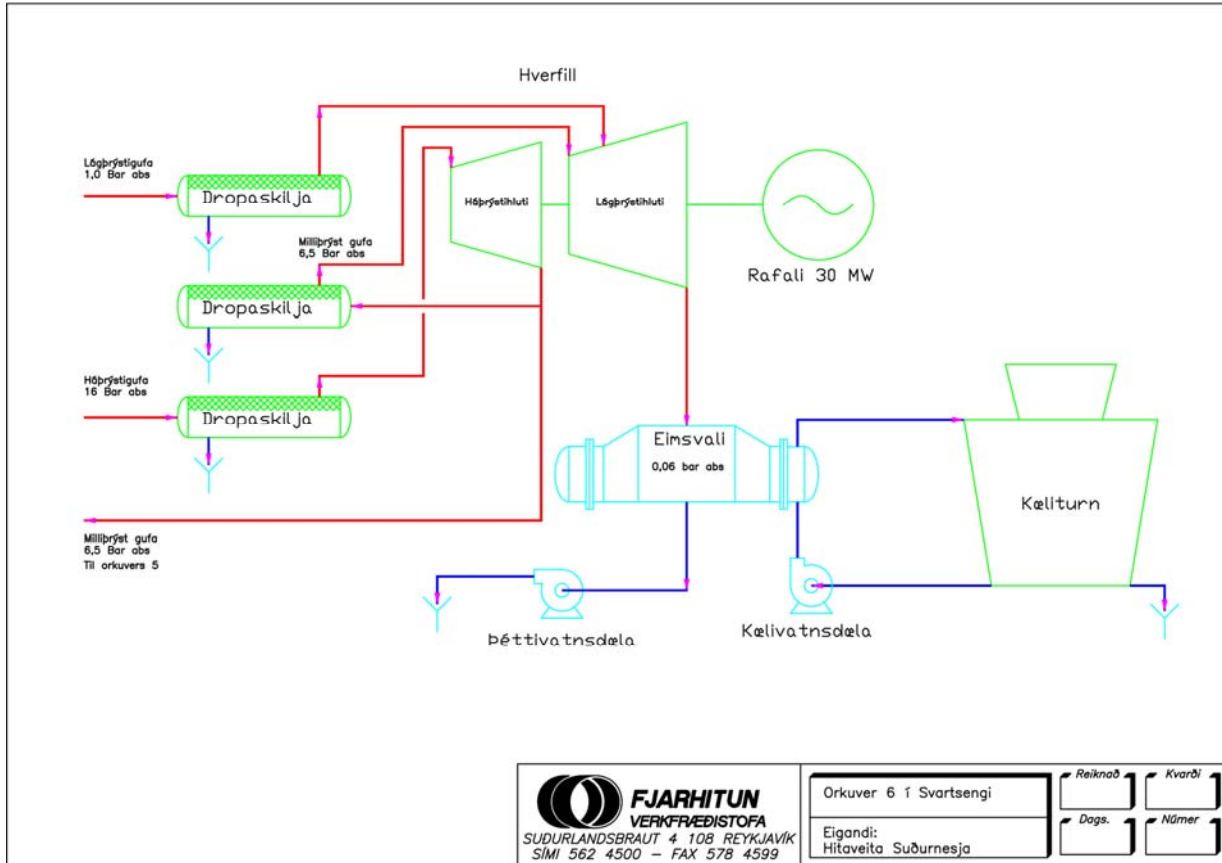 Hverfill
Lágþrýstigufa
1,0 Bar abs
Dropaskilja
Milliþrýst gufa
6,5 Bar abs
Háþrýstihluti
Lágþrýstihluti
Rafali 30 MW
Dropaskilja
Háþrýstigufa
16 Bar abs
Dropaskilja
Eimsvali
0,06 bar abs
Kæliturn
Milliþrýst gufa
6,5 Bar abs
Til orkuvers 5
Þéttivatnsdæla
Kælivatnsdæla
FJARHITUN
VERKFRÆÐISTOFA
SUÐURLANDSBRAUT 4 108 REYKJAVÍK
SÍMI 562 4500 – FAX 578 4599
Orkuver 6 í Svartsengi
Eigandi:
Hitaveita Suðurnesja
Reiknað
Kvarði
Dags.
Númer